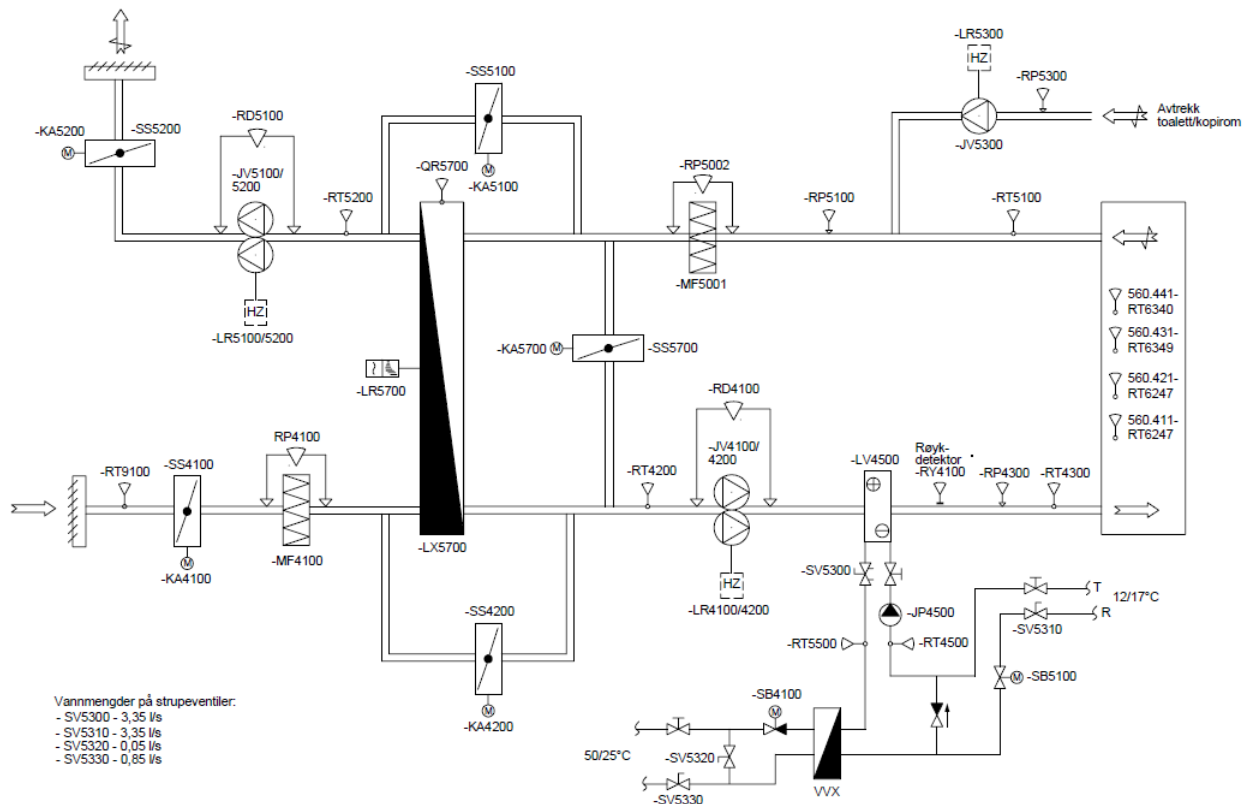 -LR5300
HZ
-RP5300
Avtrekk
toalett/kopirom
-JV5300
-SS5100
-KA5200
-SS5200
M
-RD5100
-JV5100/
5200
-RT5200
-QR5700
M
-KA5100
-RP5002
-RP5100
-RT5100
-MF5001
HZ
-LR5100/5200
560.441-
RT6340
560.431-
RT6349
560.421-
RT6247
560.411-
RT6247
-KA5700
M
-SS5700
-LR5700
-RD4100
-JV4100/
4200
-RT9100
-SS4100
RP4100
-RT4200
-LV4500
Røyk-
detektor
-RY4100
-RP4300
-RT4300
M
-KA4100
-MF4100
-LX5700
HZ
-LR4100/4200
-SV5300
-JP4500
T
12/17°C
R
-SV5310
-SS4200
-RT5500
-RT4500
M
-SB5100
M
-KA4200
-SB4100
M
50/25°C
-SV5320
-SV5330
VVX
Vannmengder på strupeventiler:
- SV5300 - 3,35 l/s
- SV5310 - 3,35 l/s
- SV5320 - 0,05 l/s
- SV5330 - 0,85 l/s